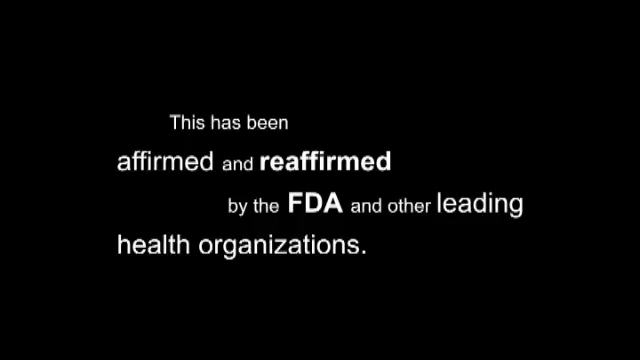 This has been
affirmed and reaffirmed
by the FDA and other leading
health organizations.